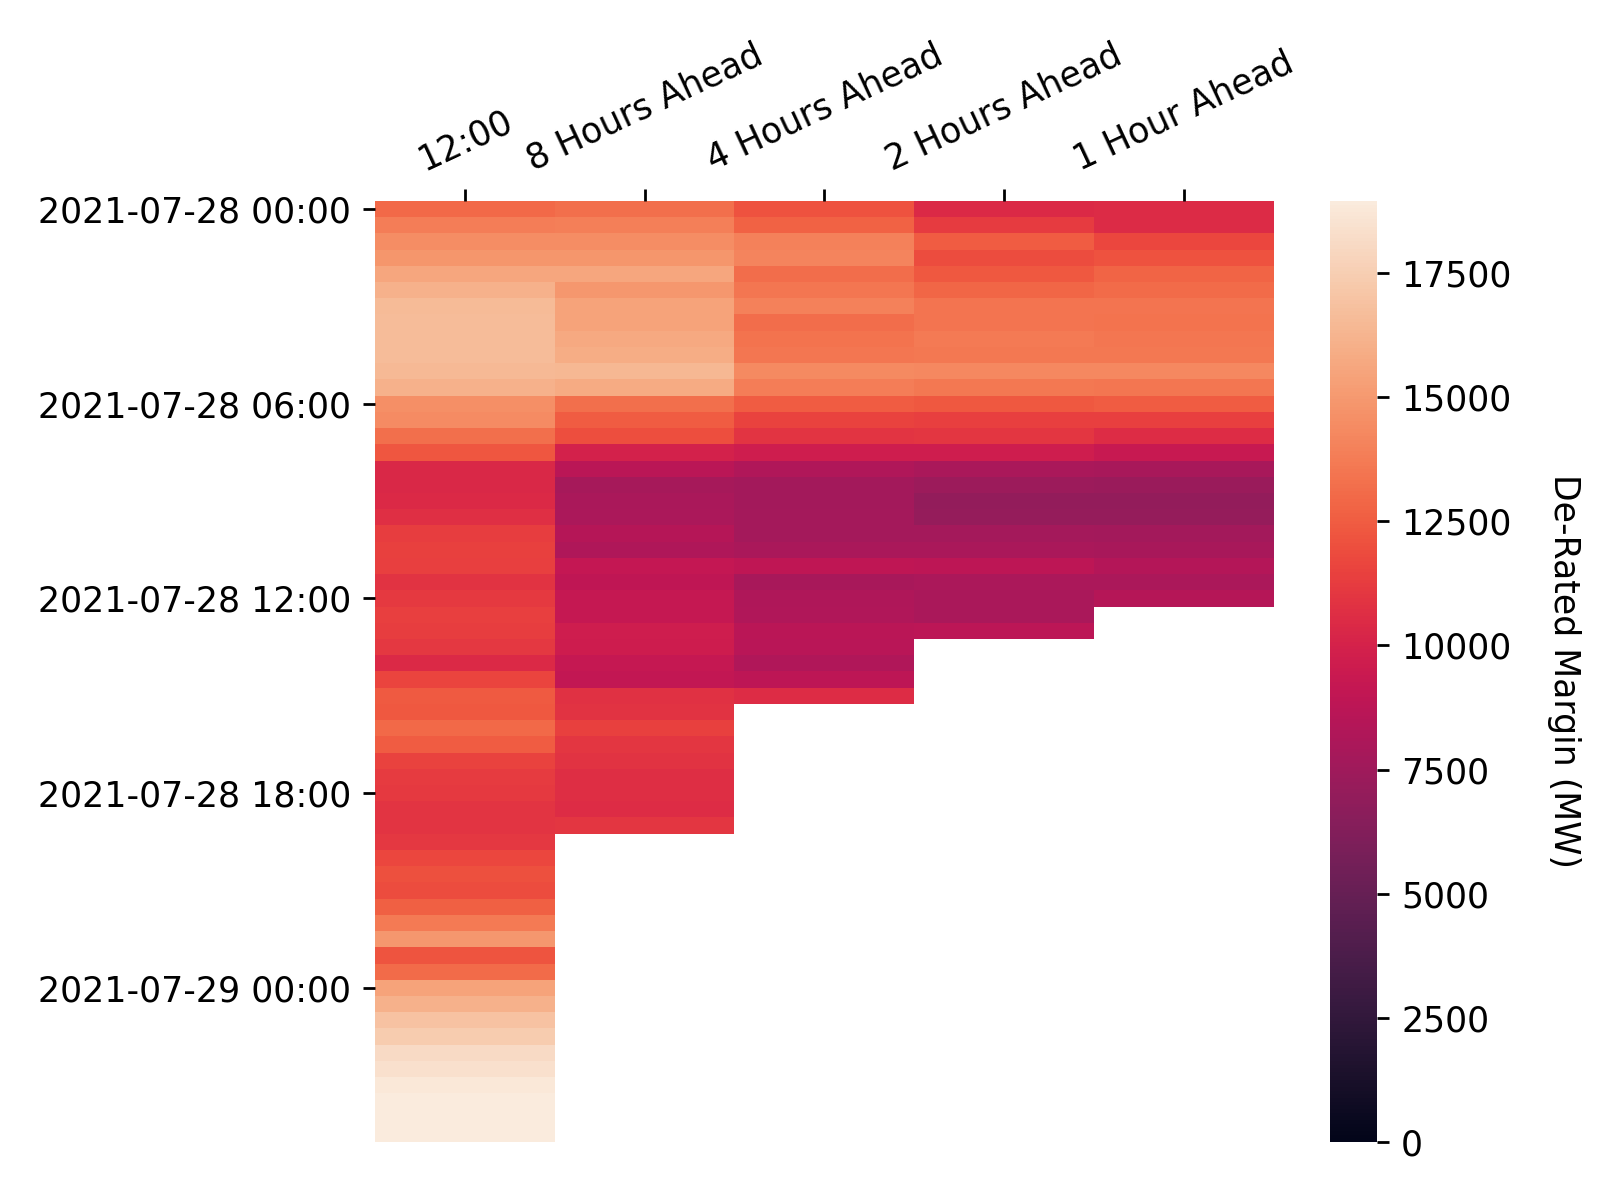 12:00
8 Hours Ahead
4 Hours Ahead
2 Hours Ahead
1 Hour Ahead
2021-07-28 00:00
2021-07-28 06:00
2021-07-28 12:00
2021-07-28 18:00
2021-07-29 00:00
17500
15000
12500
10000
7500
5000
2500
0
De-Rated Margin (MW)